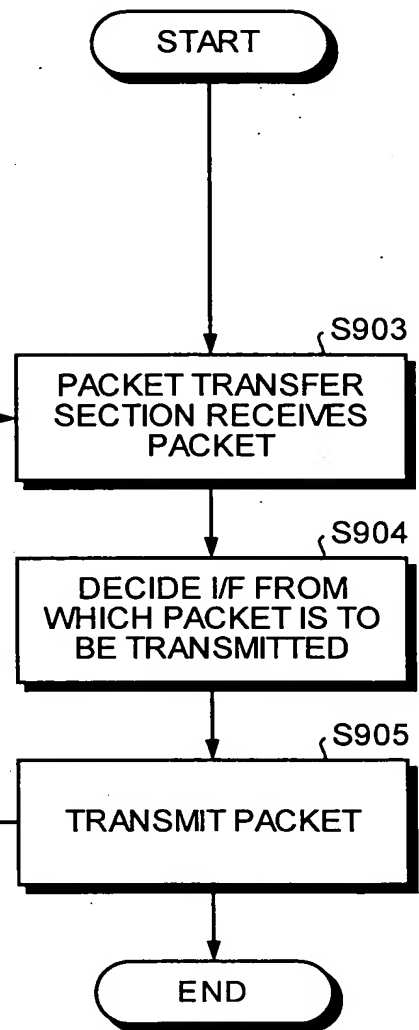 START
S903
PACKET TRANSFER
SECTION RECEIVES
PACKET
S904
DECIDE I/F FROM
WHICH PACKET IS TO
BE TRANSMITTED
S905
TRANSMIT PACKET
END